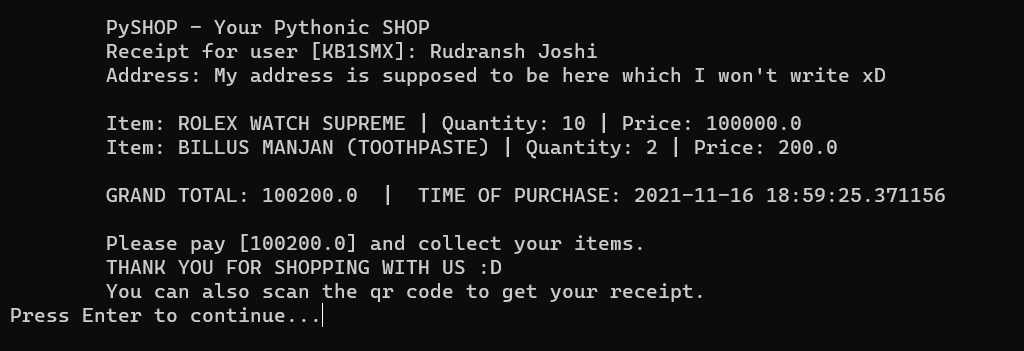 PySHOP - Your Pythonic SHOP
Receipt for user [KB1SMX]: Rudransh Joshi
Address: My address is supposed to be here which I won't write xD
Item: ROLEX WATCH SUPREME | Quantity: 10 | Price: 100000.0
Item: BILLUS MANJAN (TOOTHPASTE) | Quantity: 2 | Price: 200.0
GRAND TOTAL: 100200.0 | TIME OF PURCHASE: 2021-11-16 18:59:25.371156
Please pay [100200.0] and collect your items.
THANK YOU FOR SHOPPING WITH US :D
You can also scan the qr code to get your receipt.
Press Enter to continue...